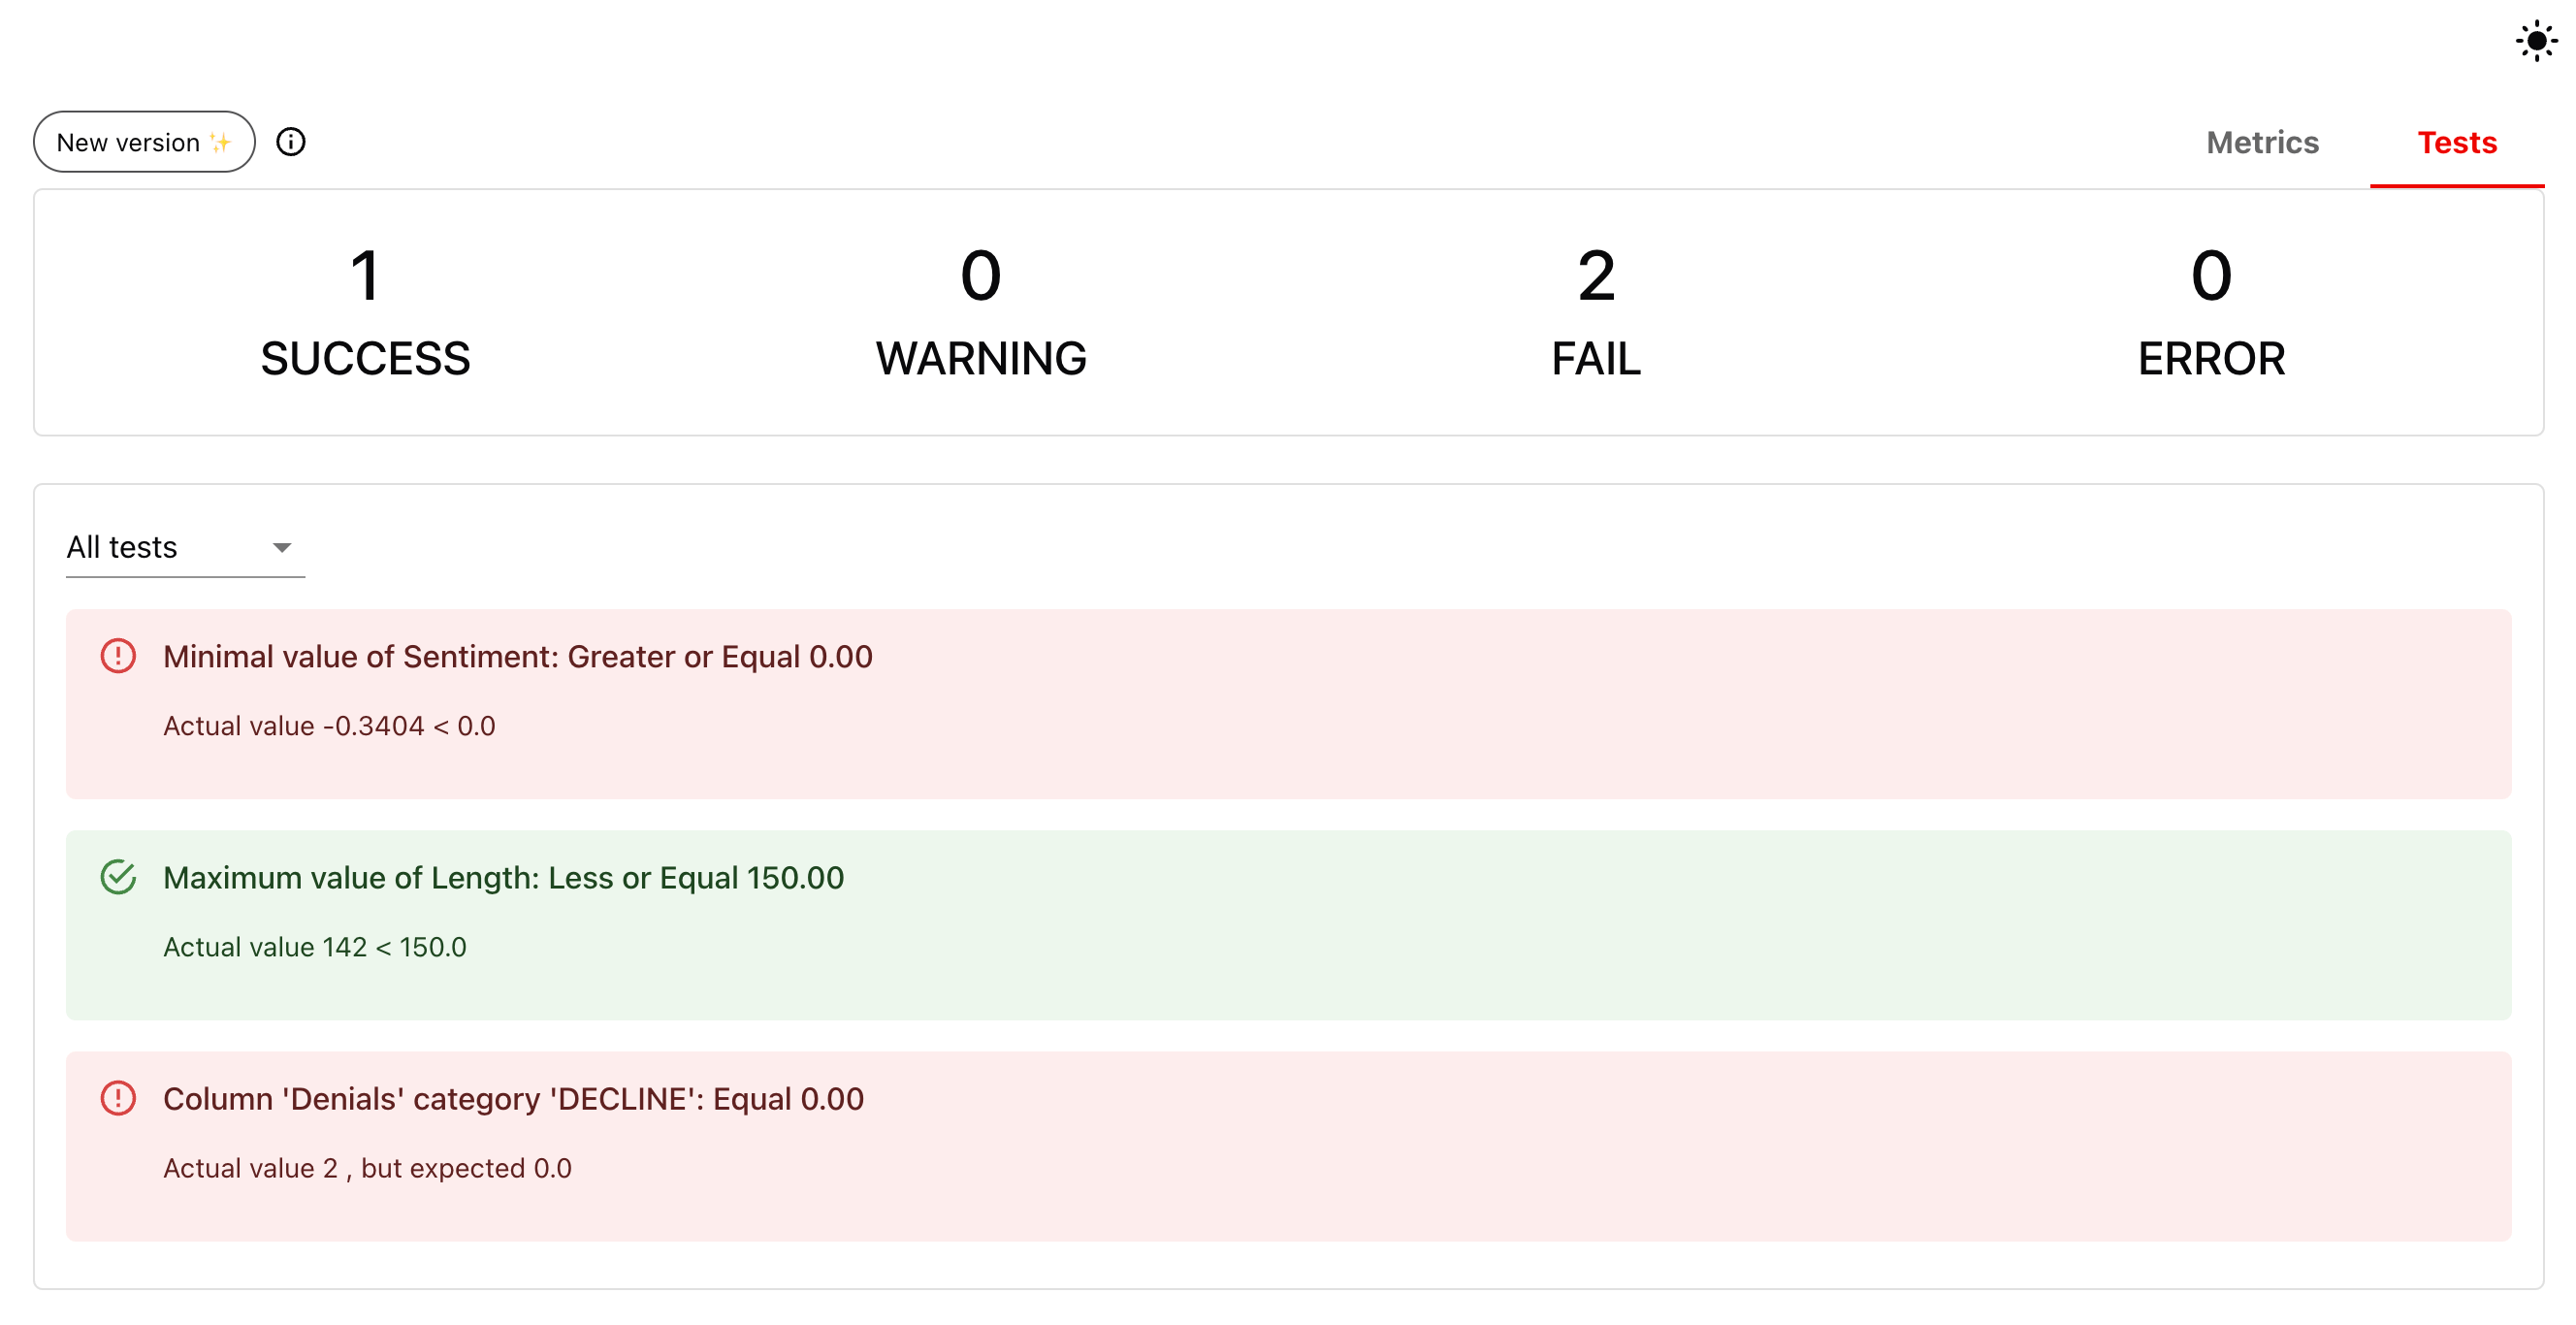 New version ✨
Metrics
Tests
1
SUCCESS
0
WARNING
2
FAIL
0
ERROR
All tests
Minimal value of Sentiment: Greater or Equal 0.00
Actual value -0.3404 < 0.0
Maximum value of Length: Less or Equal 150.00
Actual value 142 < 150.0
Column 'Denials' category 'DECLINE': Equal 0.00
Actual value 2 , but expected 0.0